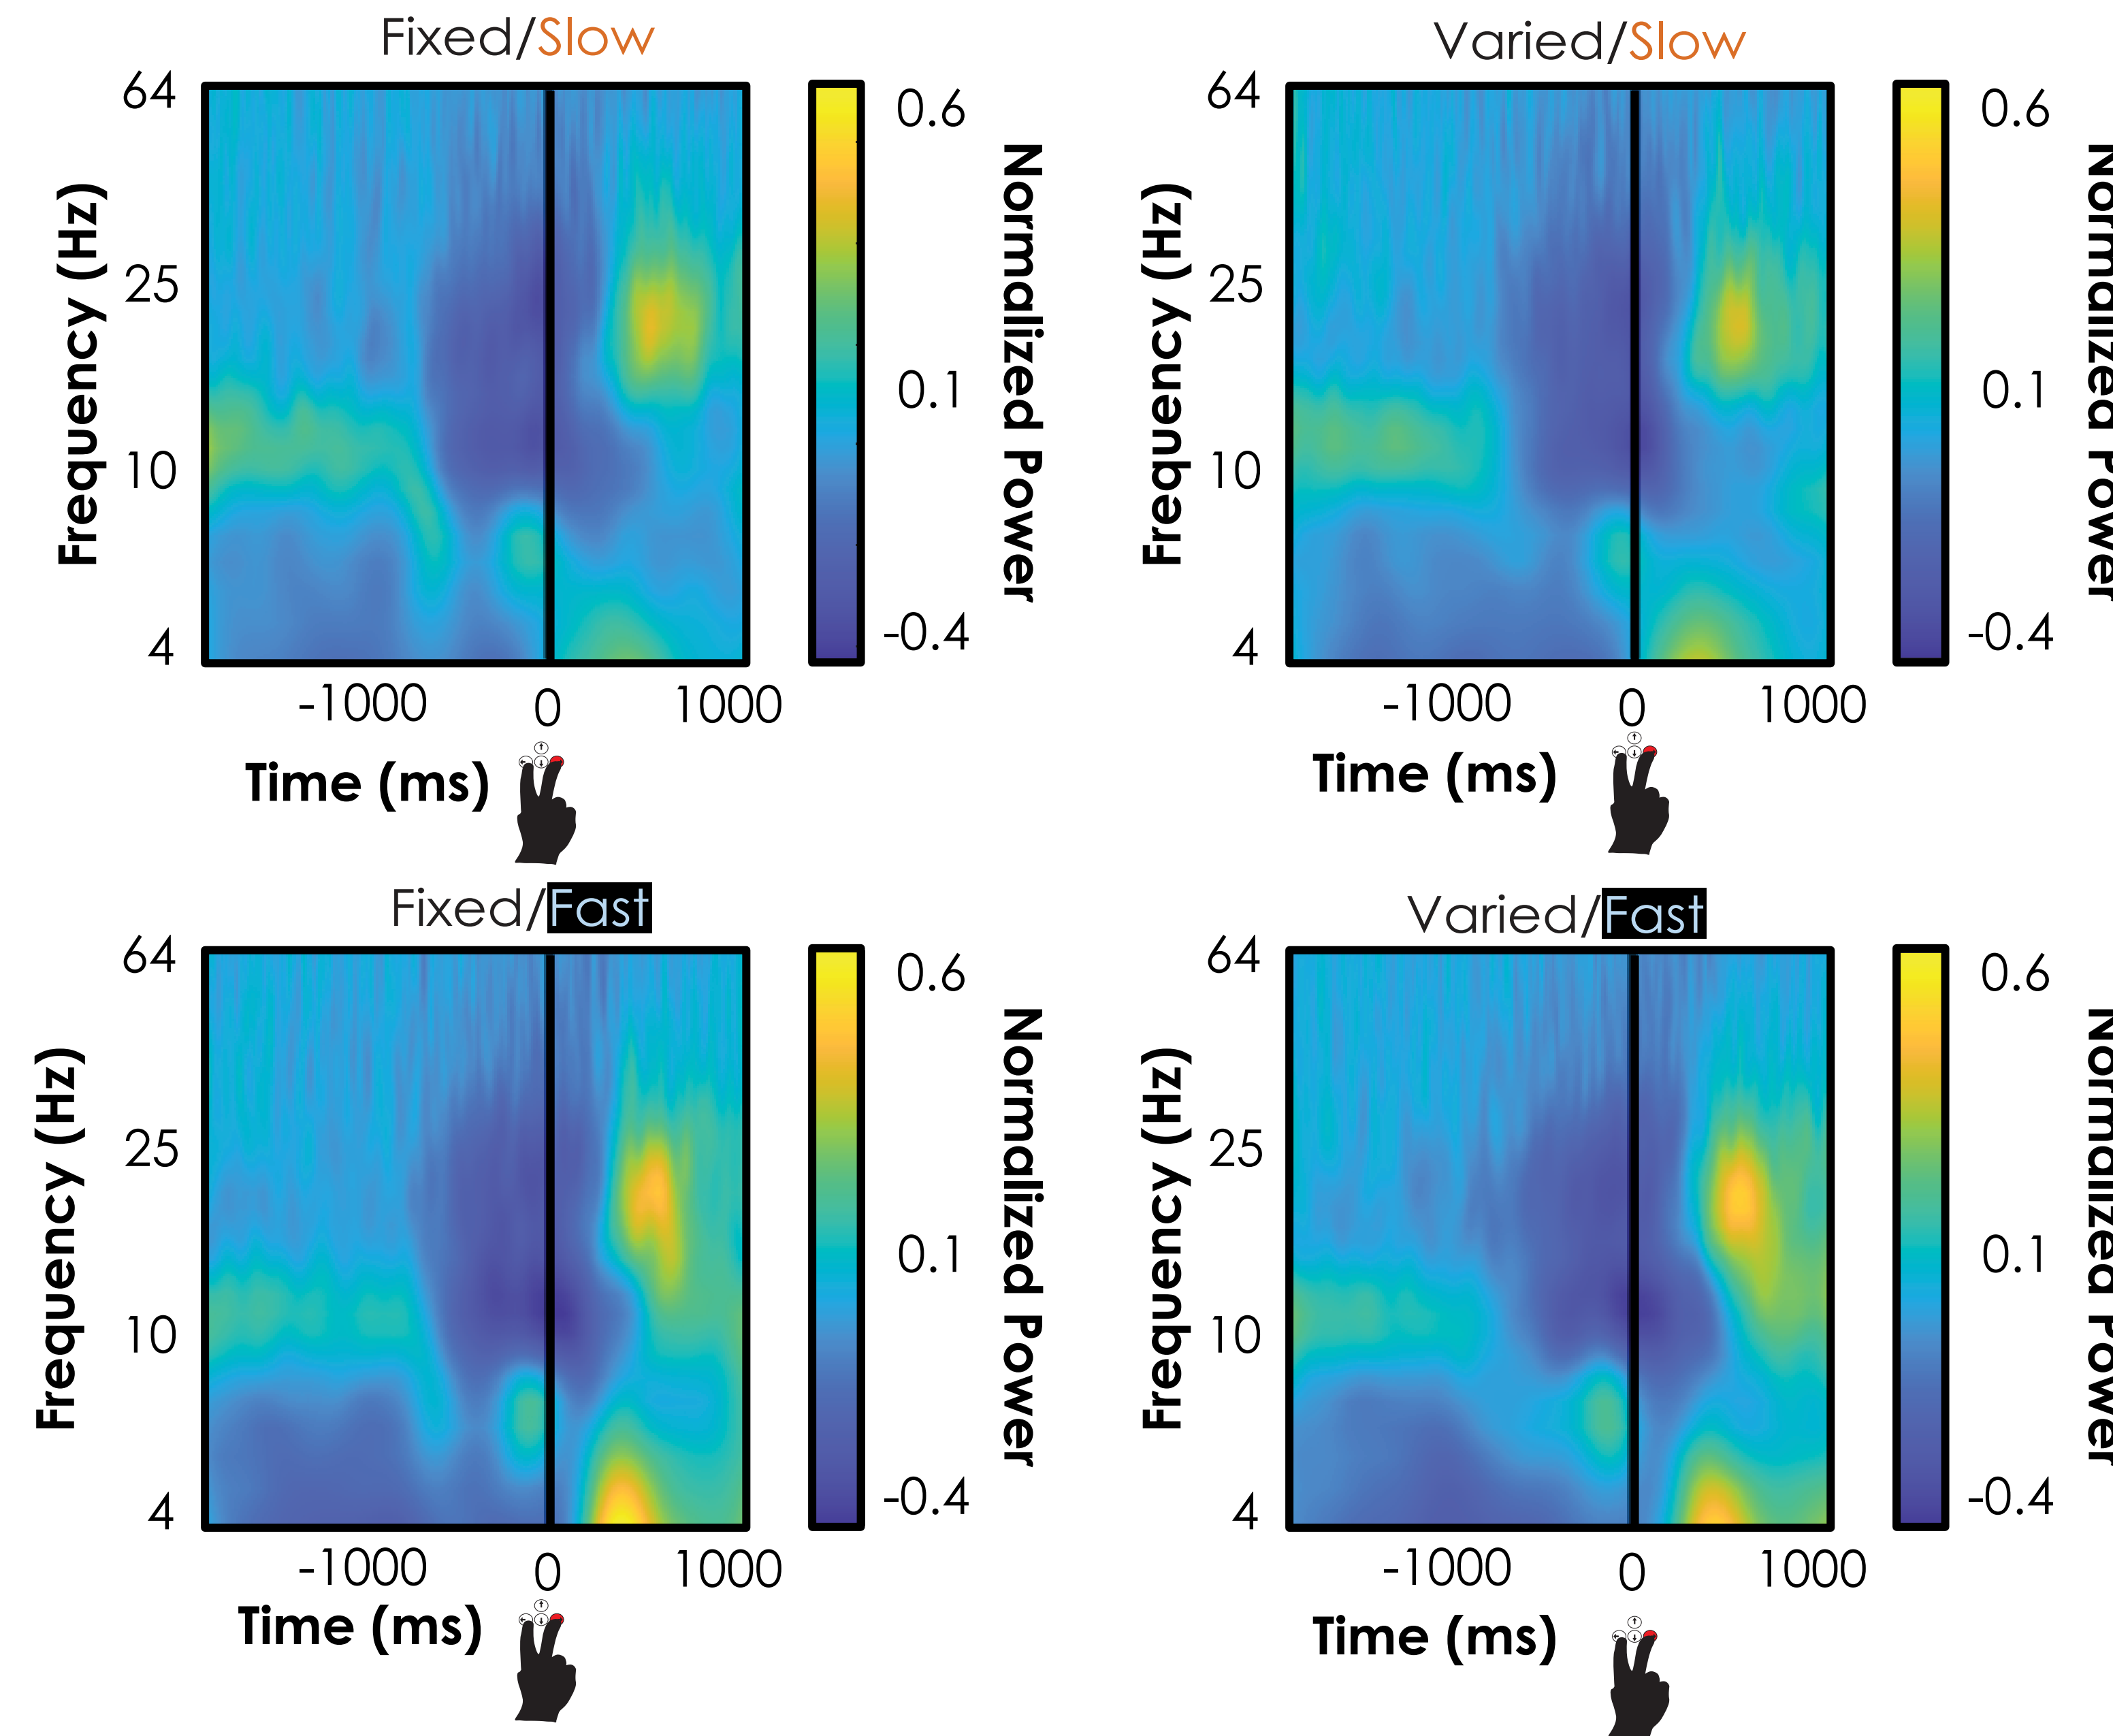 Fixed/Slow
64
25
10
4
Frequency (Hz)
-1000
0
1000
Time (ms)
0.6
0.1
-0.4
Normalized Power
Varied/Slow
64
25
10
4
Frequency (Hz)
-1000
0
1000
Time (ms)
0.6
0.1
-0.4
Normalized Power
Fixed/Fast
64
25
10
4
Frequency (Hz)
-1000
0
1000
Time (ms)
0.6
0.1
-0.4
Normalized Power
Varied/Fast
64
25
10
4
Frequency (Hz)
-1000
0
1000
Time (ms)
0.6
0.1
-0.4
Normalized Power